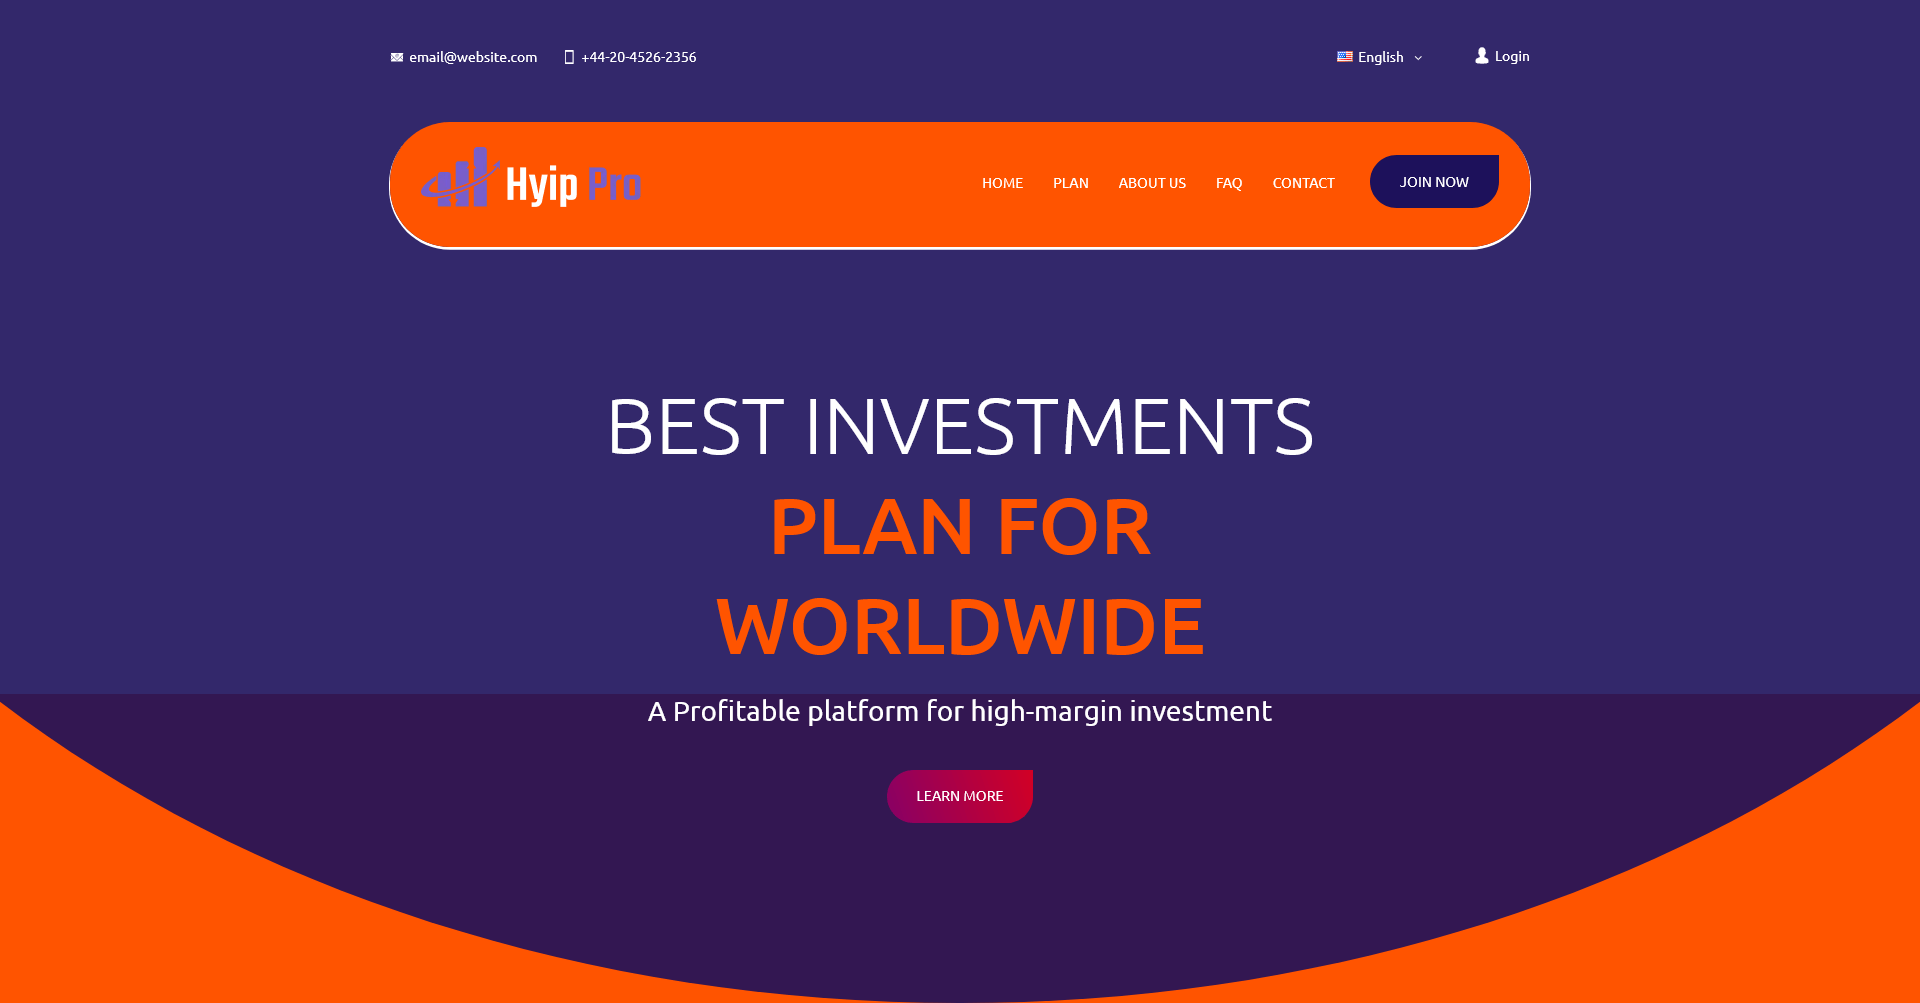 email@website.com +44-20-4526-2356 English Login
Hyip Pro HOME PLAN ABOUT US FAQ CONTACT JOIN NOW
BEST INVESTMENTS
PLAN FOR
WORLDWIDE
A Profitable platform for high-margin investment
LEARN MORE